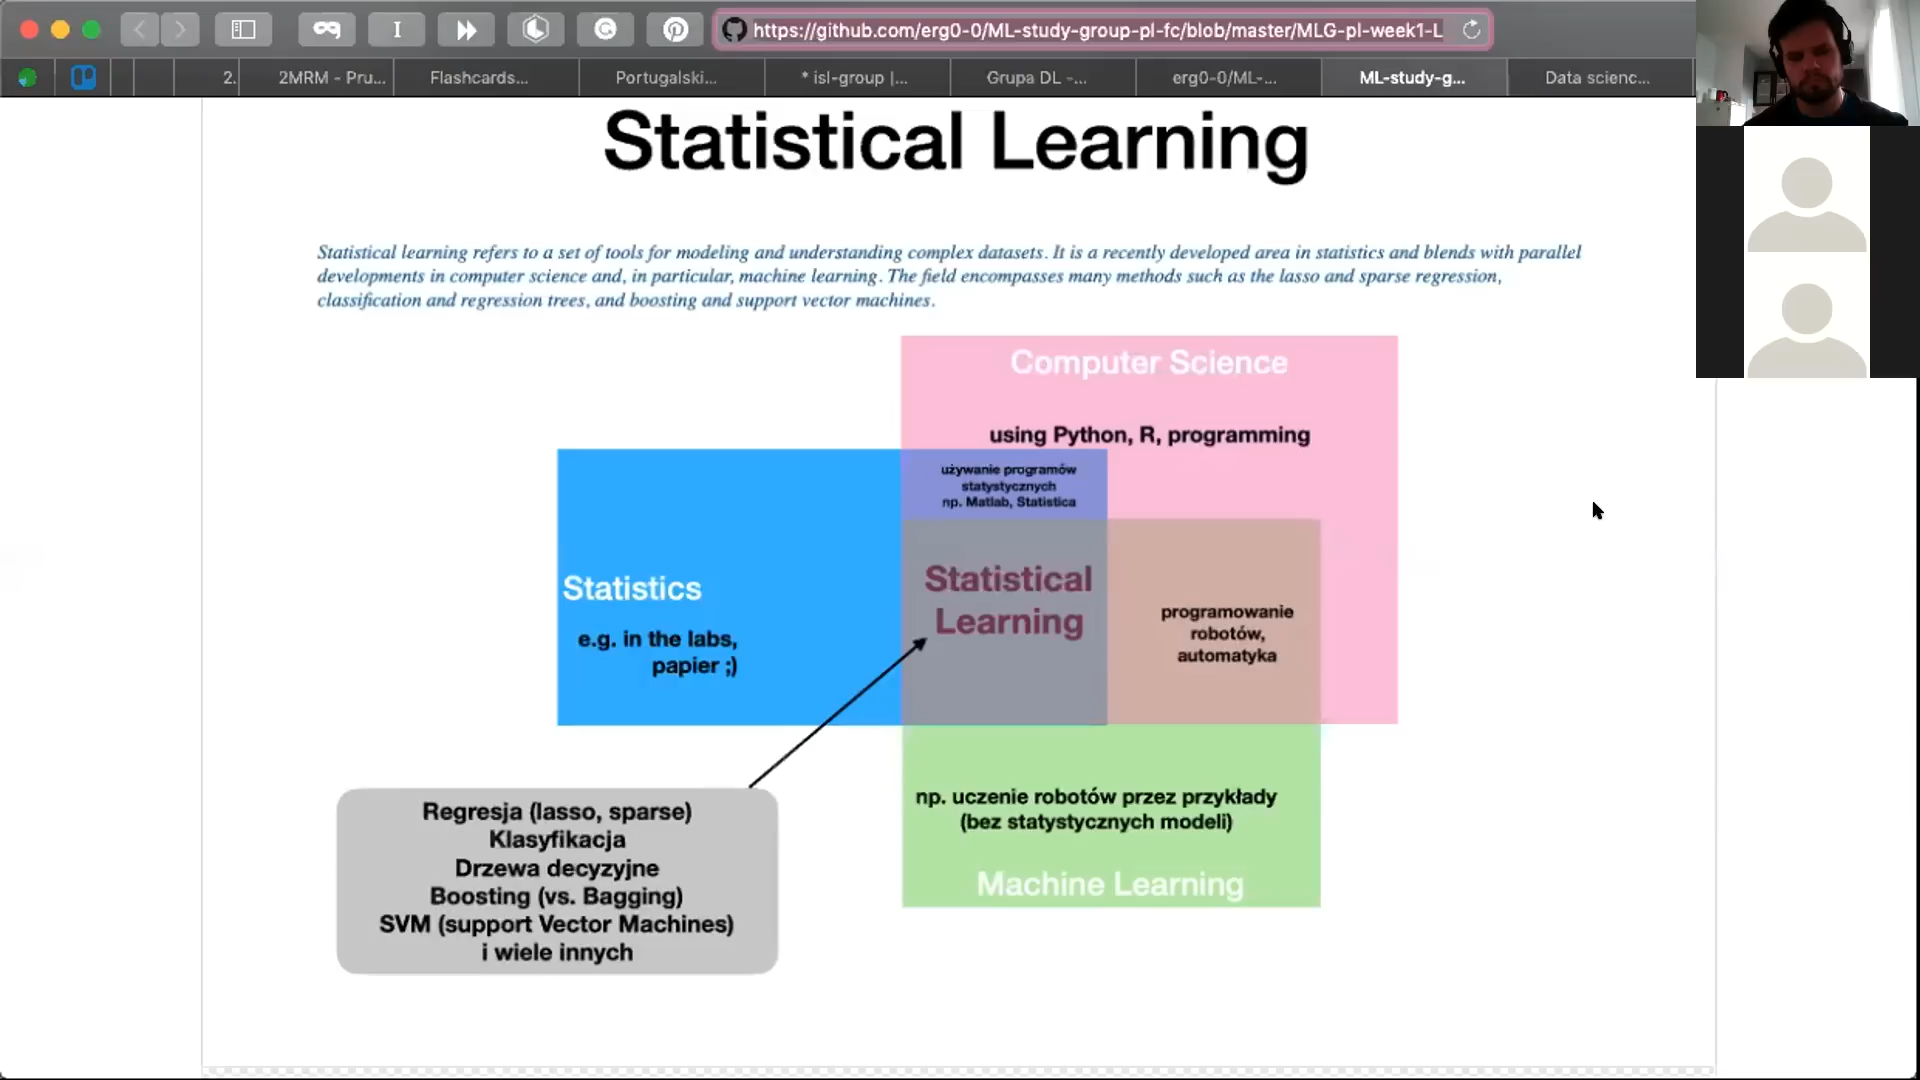 https://github.com/erg0-0/ML-study-group-pl-fc/blob/master/MLG-pl-week1-L
2.
2MRM - Pru...
Flashcards...
Portugalski...
* isl-group |...
Grupa DL -...
erg0-0/ML-...
ML-study-g...
Data scienc...
Statistical Learning
Statistical learning refers to a set of tools for modeling and understanding complex datasets. It is a recently developed area in statistics and blends with parallel
developments in computer science and, in particular, machine learning. The field encompasses many methods such as the lasso and sparse regression,
classification and regression trees, and boosting and support vector machines.
Computer Science
using Python, R, programming
używanie programów
statystycznych
np. Matlab, Statistica
Statistics
e.g. in the labs,
papier ;)
Statistical
Learning
programowanie
robotów,
automatyka
np. uczenie robotów przez przykłady
(bez statystycznych modeli)
Machine Learning
Regresja (lasso, sparse)
Klasyfikacja
Drzewa decyzyjne
Boosting (vs. Bagging)
SVM (support Vector Machines)
i wiele innych